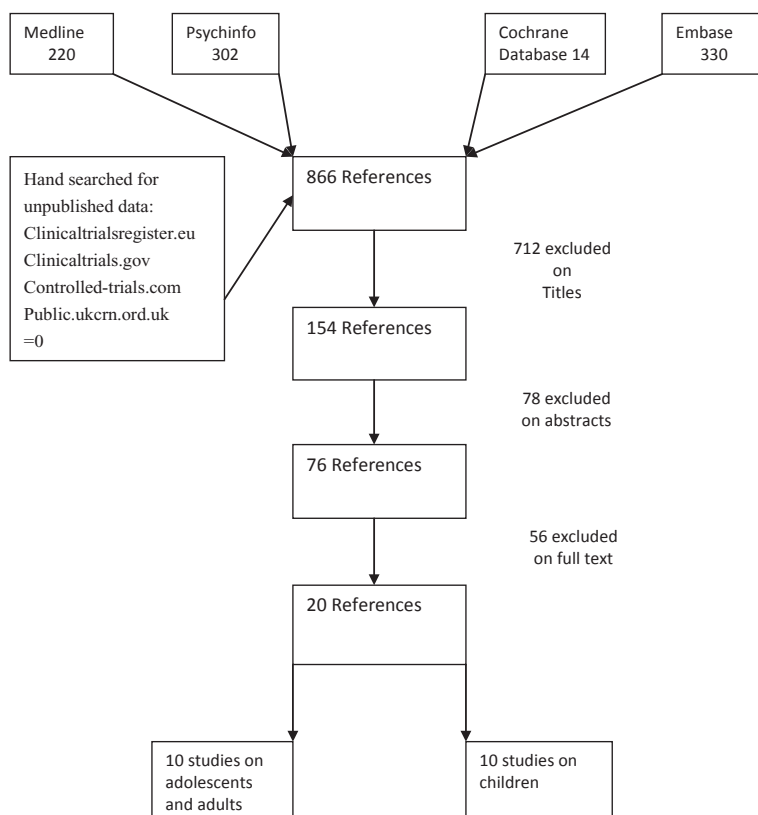 Medline
220
Psychinfo
302
Cochrane
Database 14
Embase
330
Hand searched for
unpublished data:
Clinicaltrialsregister.eu
Clinicaltrials.gov
Controlled-trials.com
Public.ukcrn.ord.uk
=0
866 References
712 excluded
on
Titles
154 References
78 excluded
on abstracts
76 References
56 excluded
on full text
20 References
10 studies on
adolescents
and adults
10 studies on
children